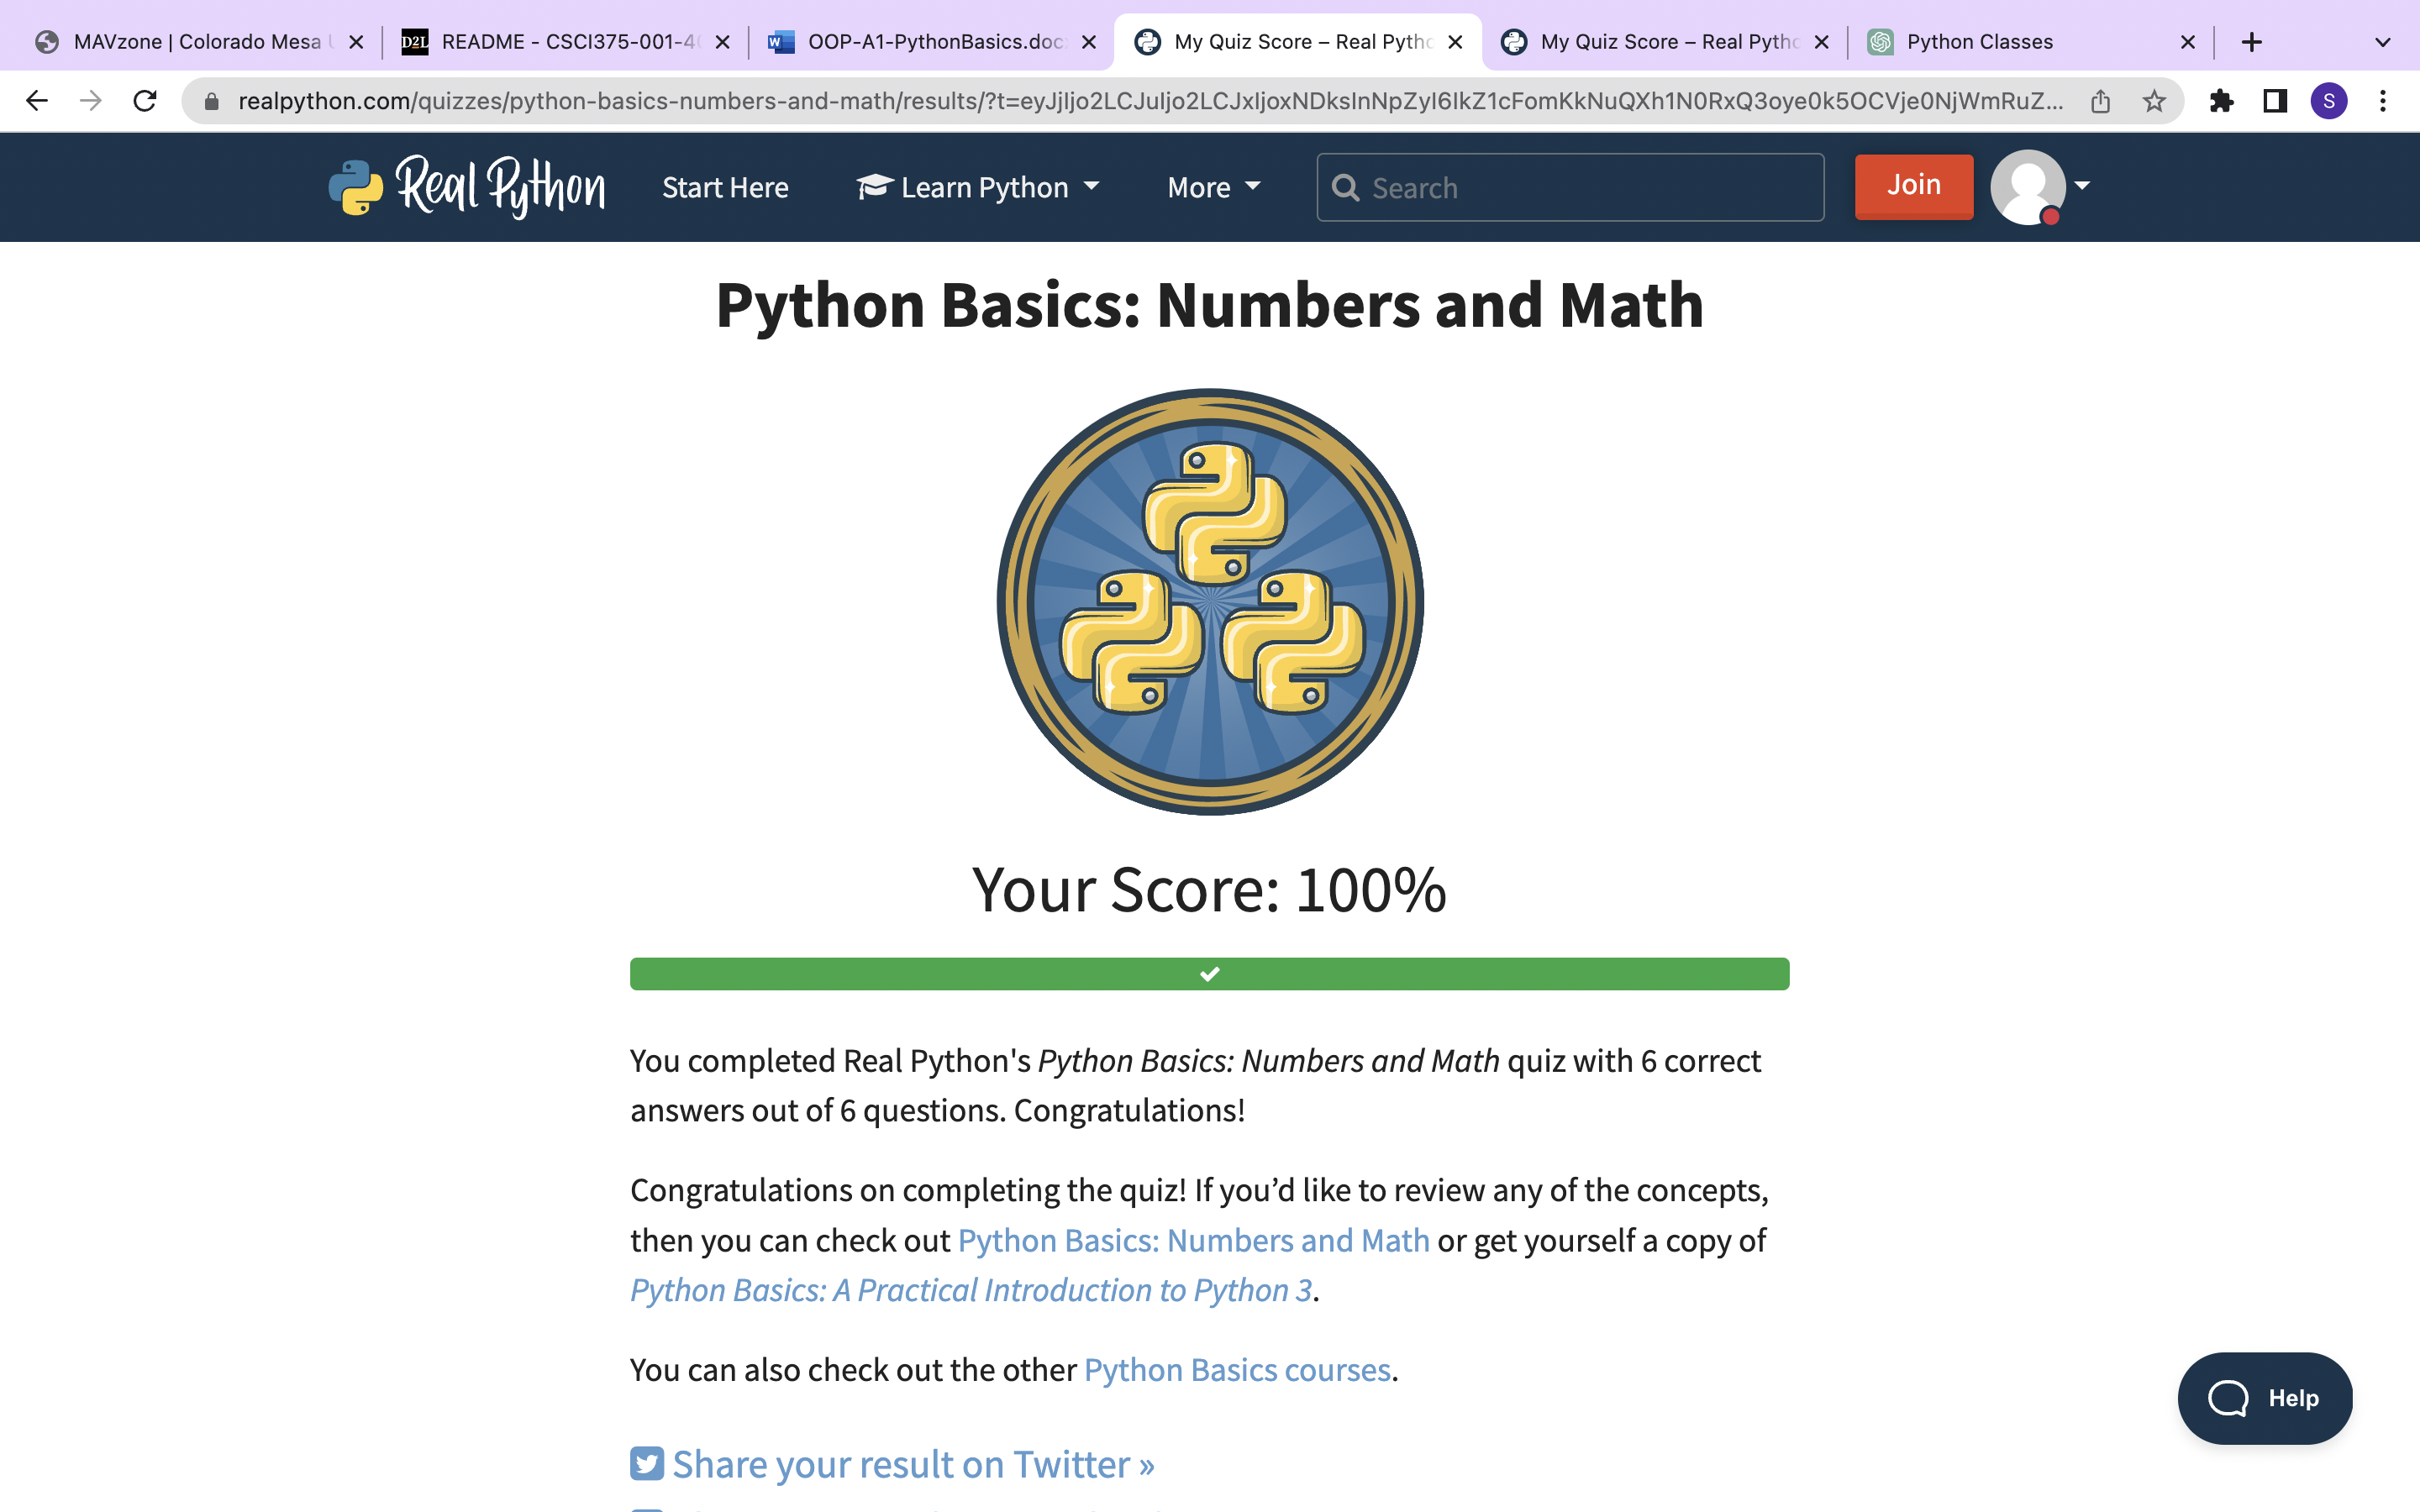 MAVzone | Colorado Mesa
D2L README - CSCI375-001-4
W OOP-A1-PythonBasics.doc
My Quiz Score – Real Pytho
My Quiz Score – Real Pytho
Python Classes
realpython.com/quizzes/python-basics-numbers-and-math/results/?t=eyJjIjo2LCJuIjo2LCJxIjoxNDksInNpZyI6IkZ1cFomKkNuQXh1N0RxQ3oye0k5OCVje0NjWmRuZ...
S
Real Python
Start Here
Learn Python
More
Search
Join
Python Basics: Numbers and Math
Your Score: 100%
You completed Real Python's Python Basics: Numbers and Math quiz with 6 correct
answers out of 6 questions. Congratulations!
Congratulations on completing the quiz! If you’d like to review any of the concepts,
then you can check out Python Basics: Numbers and Math or get yourself a copy of
Python Basics: A Practical Introduction to Python 3.
You can also check out the other Python Basics courses.
Help
Share your result on Twitter »